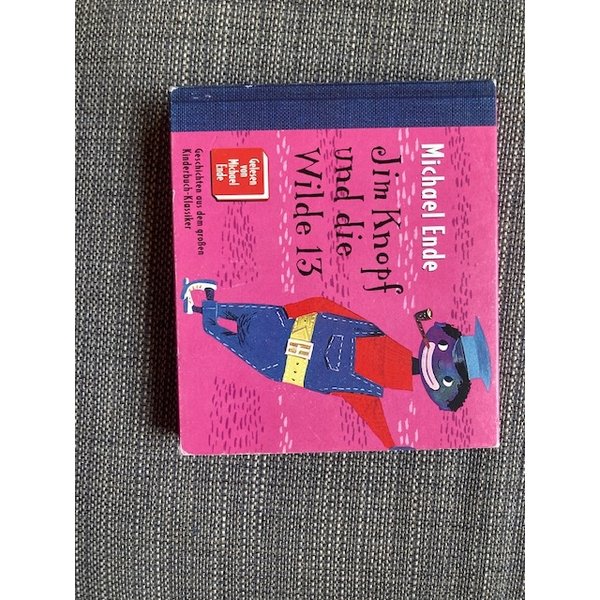 Michael Ende
Jim Knopf
und die
Wilde 13
Gelesen
von
Michael
Ende
Geschichten aus dem großen
Kinderbuch-Klassiker